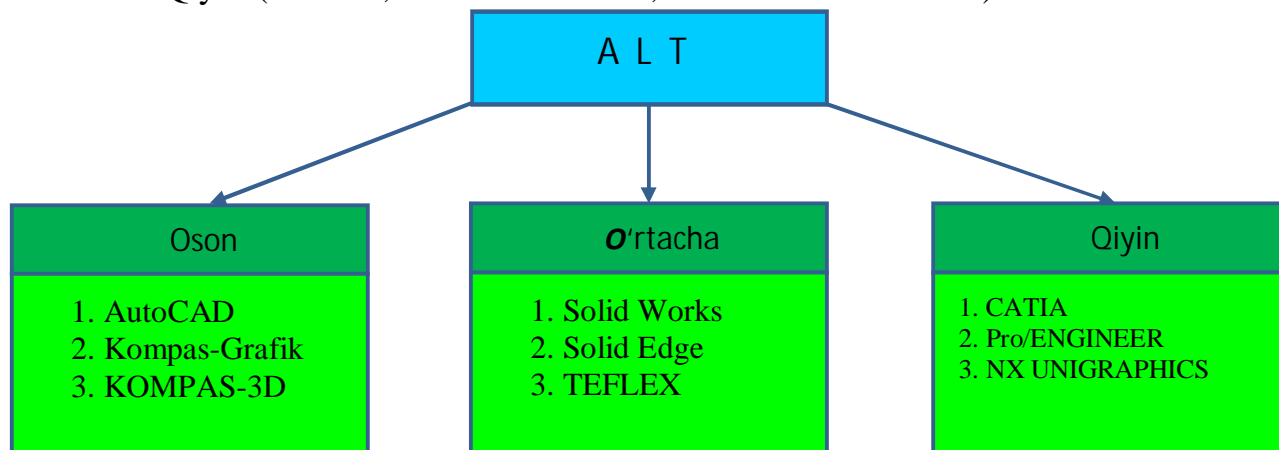 A L T
Oson
1. AutoCAD
2. Kompas-Grafik
3. KOMPAS-3D
O'rtacha
1. Solid Works
2. Solid Edge
3. TEFLEX
Qiyin
1. CATIA
2. Pro/ENGINEER
3. NX UNIGRAPHICS